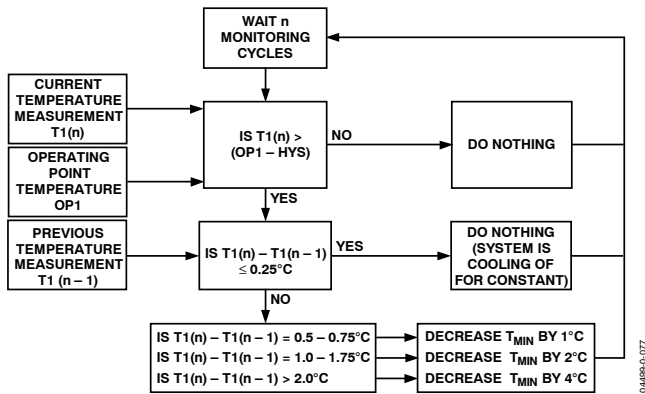 WAIT n
MONITORING
CYCLES
CURRENT
TEMPERATURE
MEASUREMENT
T1(n)
IS T1(n) >
(OP1 – HYS)
NO
DO NOTHING
OPERATING
POINT
TEMPERATURE
OP1
YES
PREVIOUS
TEMPERATURE
MEASUREMENT
T1 (n – 1)
IS T1(n) – T1(n – 1)
≤ 0.25°C
YES
DO NOTHING
(SYSTEM IS
COOLING OF
FOR CONSTANT)
NO
IS T1(n) – T1(n – 1) = 0.5 – 0.75°C
DECREASE TMIN BY 1°C
IS T1(n) – T1(n – 1) = 1.0 – 1.75°C
DECREASE TMIN BY 2°C
IS T1(n) – T1(n – 1) > 2.0°C
DECREASE TMIN BY 4°C
04499-0-077